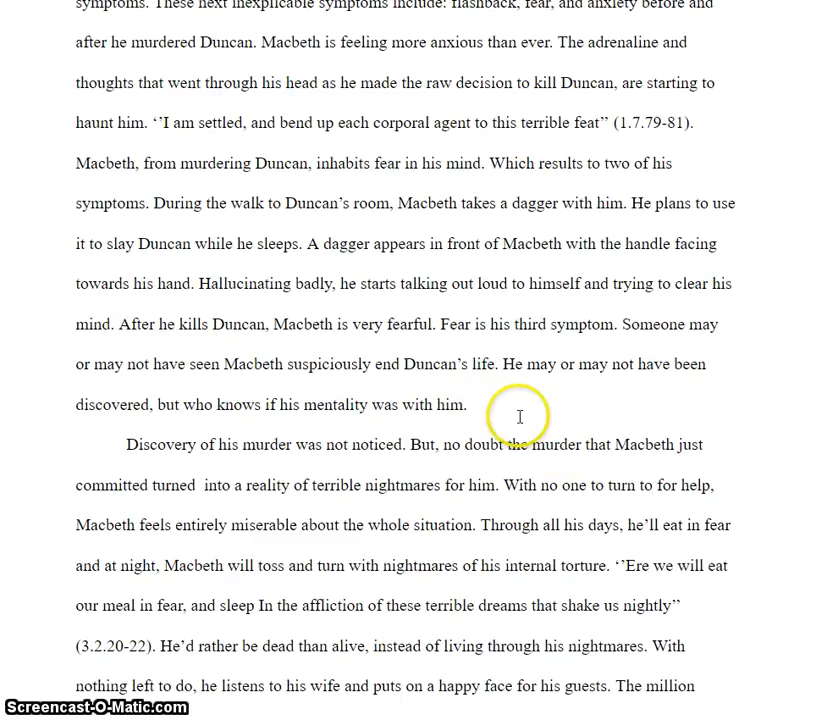 symptoms. These next inexplicable symptoms include: flashback, fear, and anxiety before and
after he murdered Duncan. Macbeth is feeling more anxious than ever. The adrenaline and
thoughts that went through his head as he made the raw decision to kill Duncan, are starting to
haunt him. ‘’I am settled, and bend up each corporal agent to this terrible feat” (1.7.79-81).
Macbeth, from murdering Duncan, inhabits fear in his mind. Which results to two of his
symptoms. During the walk to Duncan’s room, Macbeth takes a dagger with him. He plans to use
it to slay Duncan while he sleeps. A dagger appears in front of Macbeth with the handle facing
towards his hand. Hallucinating badly, he starts talking out loud to himself and trying to clear his
mind. After he kills Duncan, Macbeth is very fearful. Fear is his third symptom. Someone may
or may not have seen Macbeth suspiciously end Duncan’s life. He may or may not have been
discovered, but who knows if his mentality was with him.
Discovery of his murder was not noticed. But, no doubt the murder that Macbeth just
committed turned  into a reality of terrible nightmares for him. With no one to turn to for help,
Macbeth feels entirely miserable about the whole situation. Through all his days, he’ll eat in fear
and at night, Macbeth will toss and turn with nightmares of his internal torture. ‘’Ere we will eat
our meal in fear, and sleep In the affliction of these terrible dreams that shake us nightly”
(3.2.20-22). He’d rather be dead than alive, instead of living through his nightmares. With
nothing left to do, he listens to his wife and puts on a happy face for his guests. The million
Screencast-O-Matic.com